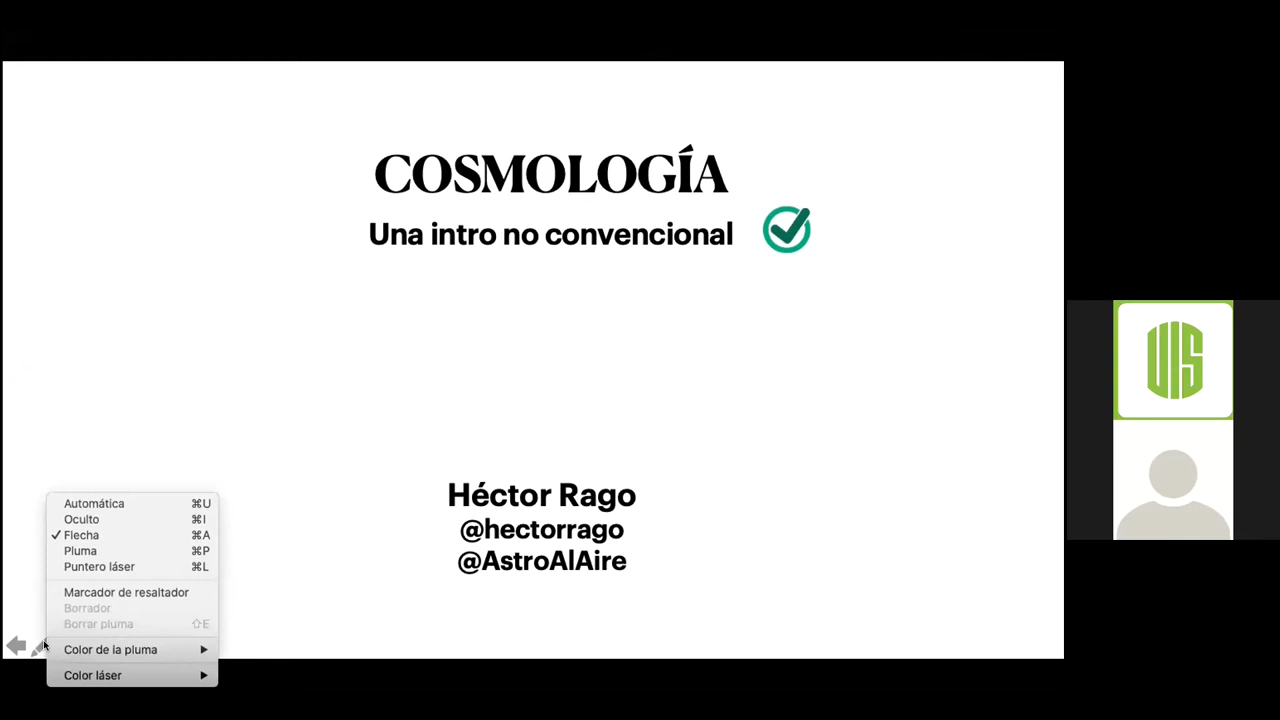 COSMOLOGÍA
Una intro no convencional
UIS
Héctor Rago
@hectorrago
@AstroAlAire
Automática ⌘U
Oculto ⌘I
✓ Flecha ⌘A
Pluma ⌘P
Puntero láser ⌘L
Marcador de resaltador
Borrador
Borrar pluma ⇧E
Color de la pluma ▶
Color láser ▶